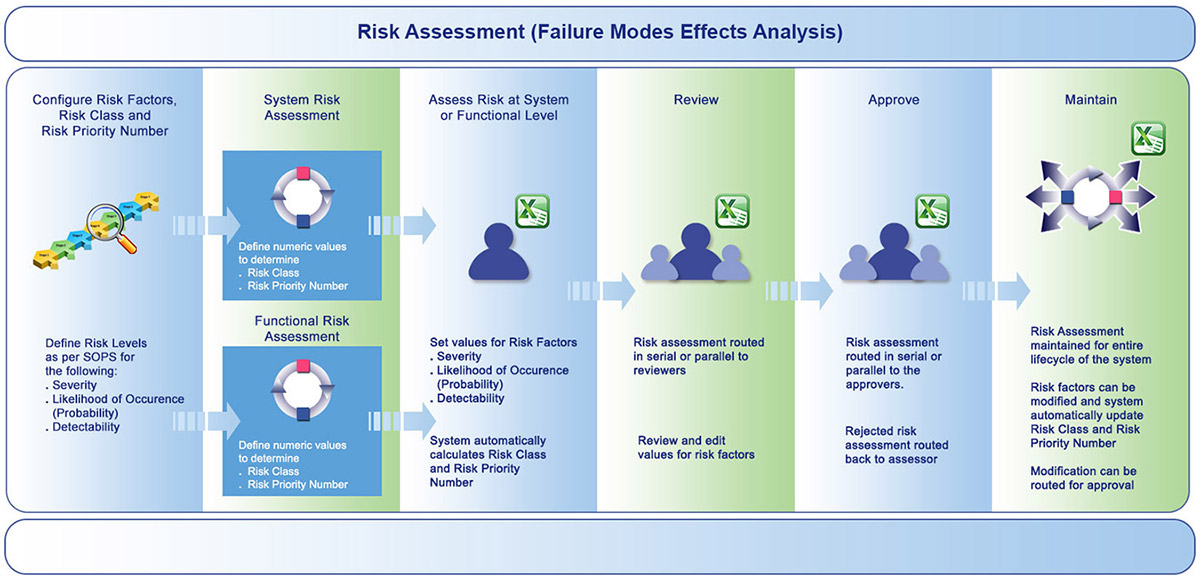 Risk Assessment (Failure Modes Effects Analysis)
Configure Risk Factors,
Risk Class and
Risk Priority Number
Define Risk Levels
as per SOPS for
the following:
. Severity
. Likelihood of Occurence
(Probability)
. Detectability
System Risk
Assessment
Define numeric values
to determine
. Risk Class
. Risk Priority Number
Functional Risk
Assessment
Define numeric values
to determine
. Risk Class
. Risk Priority Number
Assess Risk at System
or Functional Level
Set values for Risk Factors
. Severity
. Likelihood of Occurence
(Probability)
. Detectability
System automatically
calculates Risk Class
and Risk Priority
Number
Review
Risk assessment routed
in serial or parallel to
reviewers
Review and edit
values for risk factors
Approve
Risk assessment
routed in serial or
parallel to the
approvers.
Rejected risk
assessment routed
back to assessor
Maintain
Risk Assessment
maintained for entire
lifecycle of the system
Risk factors can be
modified and system
automatically update
Risk Class and Risk
Priority Number
Modification can be
routed for approval